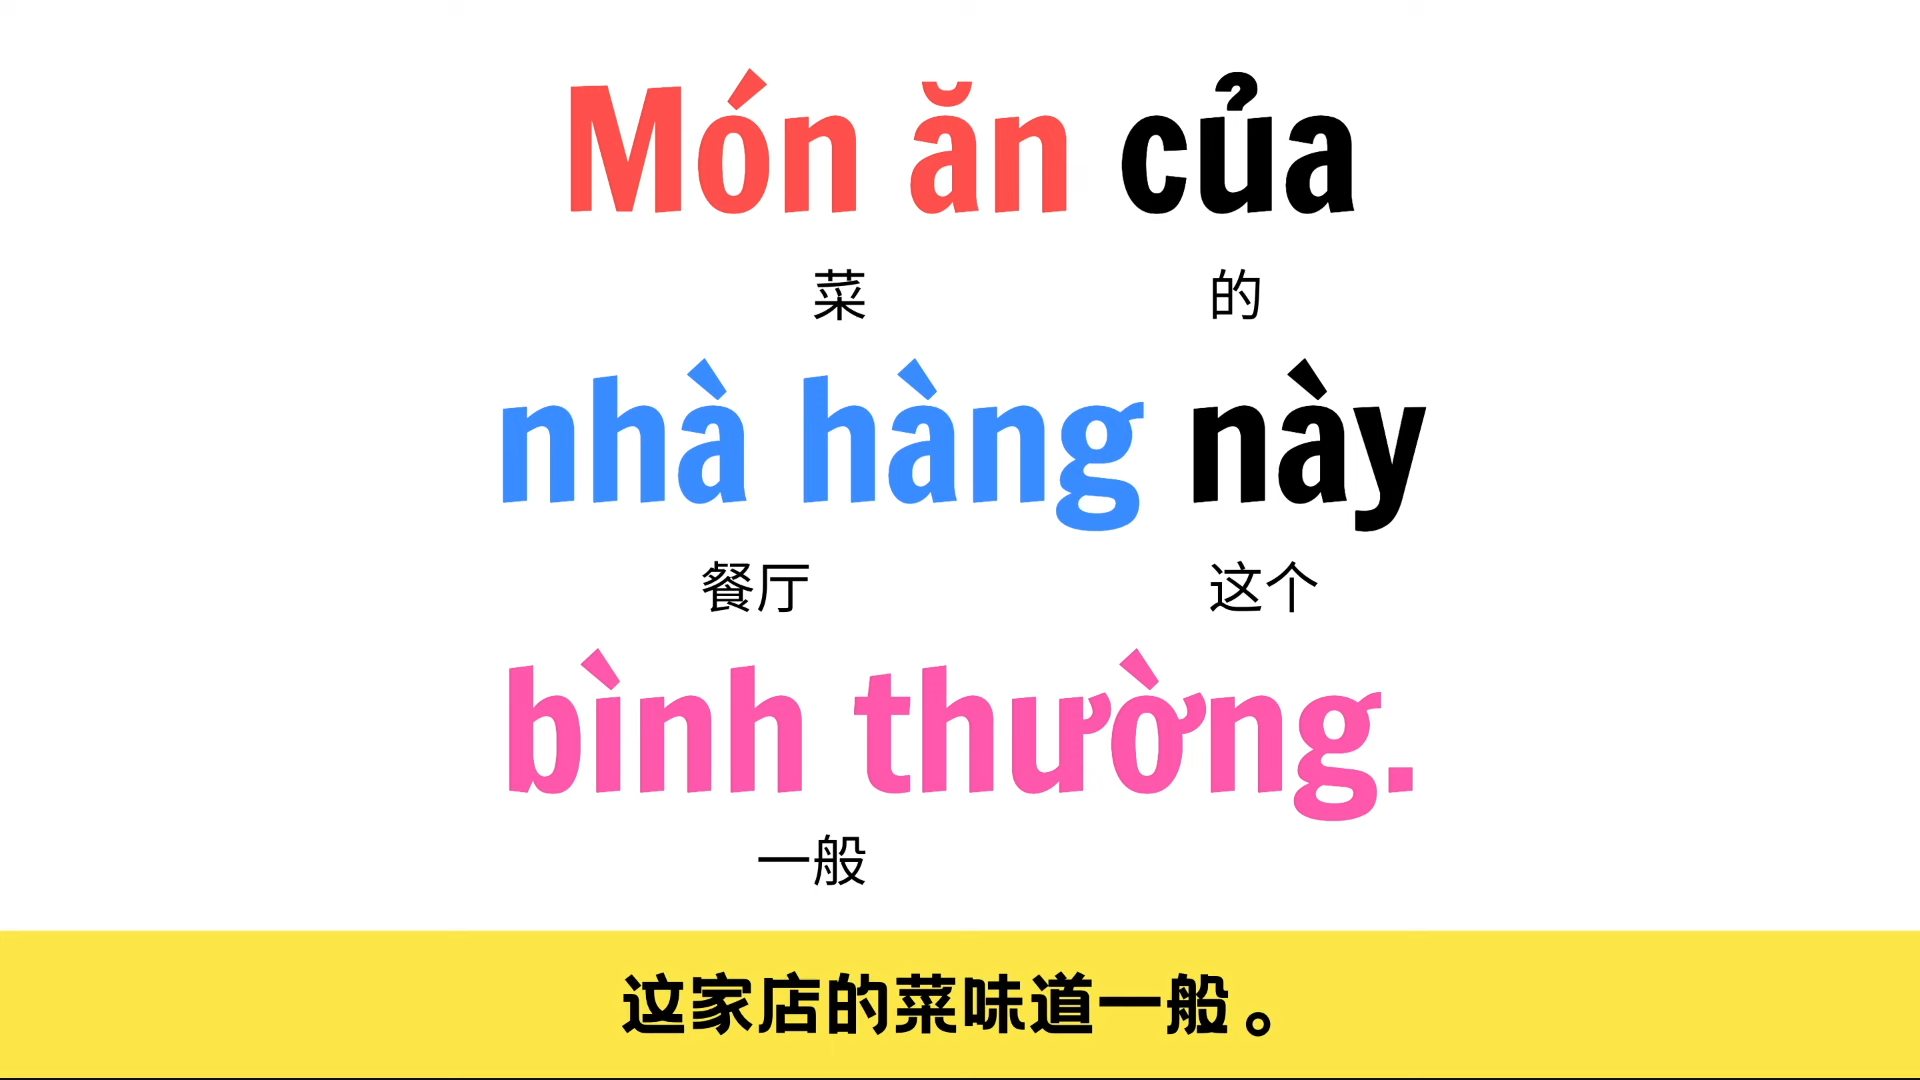 Món ăn của
菜 的
nhà hàng này
餐厅 这个
bình thường.
一般
这家店的菜味道一般。